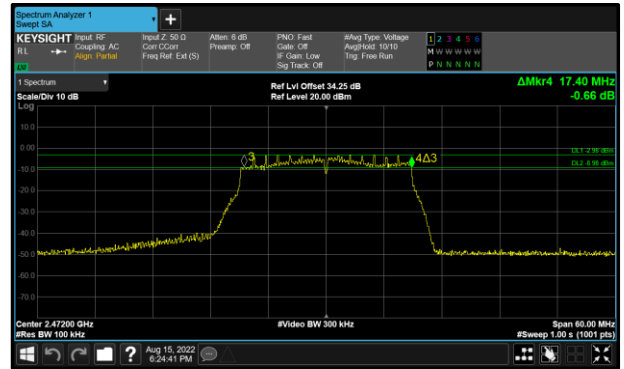 Spectrum Analyzer 1
Swept SA
+
KEYSIGHT
RL
Input: RF
Coupling: AC
Align: Partial
Input Z: 50 Ω
Corr CCorr
Freq Ref: Ext (S)
Atten: 6 dB
Preamp: Off
PNO: Fast
Gate: Off
IF Gain: Low
Sig Track: Off
#Avg Type: Voltage
Avg|Hold: 10/10
Trig: Free Run
1 2 3 4 5 6
M W W W W W
P N N N N N
LXI
1 Spectrum
Scale/Div 10 dB
Log
Ref Lvl Offset 34.25 dB
Ref Level 20.00 dBm
ΔMkr4 17.40 MHz
-0.66 dB
10.0
0.00
-10.0
-20.0
-30.0
-40.0
-50.0
-60.0
-70.0
3
4Δ3
DL1 -2.90 dBm
DL2 -8.90 dBm
Center 2.47200 GHz
#Res BW 100 kHz
#Video BW 300 kHz
Span 60.00 MHz
#Sweep 1.00 s (1001 pts)
?
Aug 15, 2022
6:24:41 PM